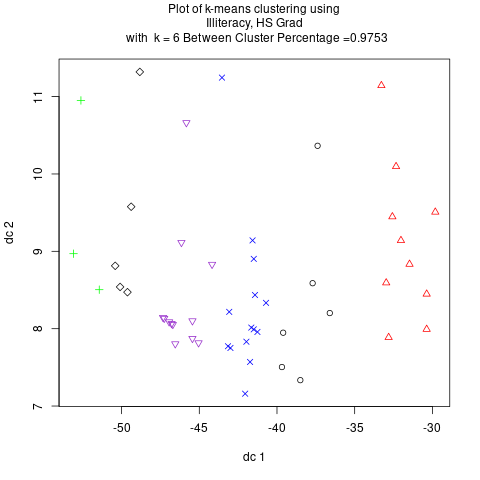 Plot of k-means clustering using
Illiteracy, HS Grad
with  k = 6 Between Cluster Percentage =0.9753
11
10
9
8
7
dc 2
-50
-45
-40
-35
-30
dc 1